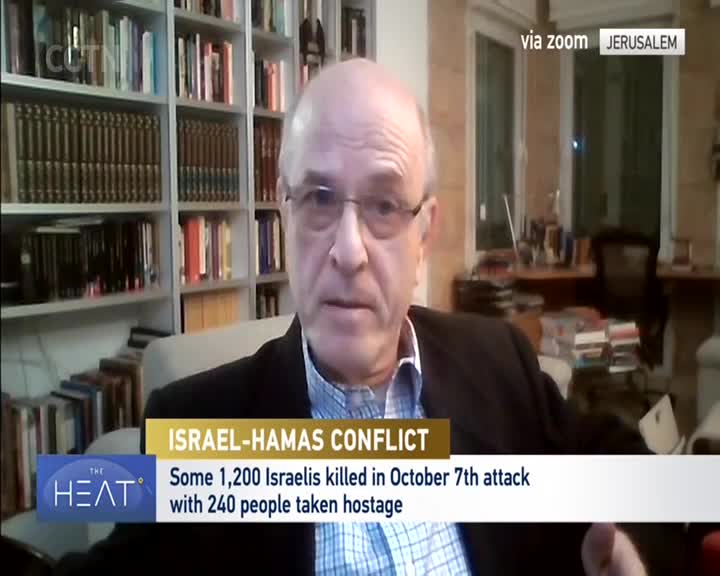 CGTN
via zoom
JERUSALEM
ISRAEL-HAMAS CONFLICT
THE
HEAT
Some 1,200 Israelis killed in October 7th attack
with 240 people taken hostage